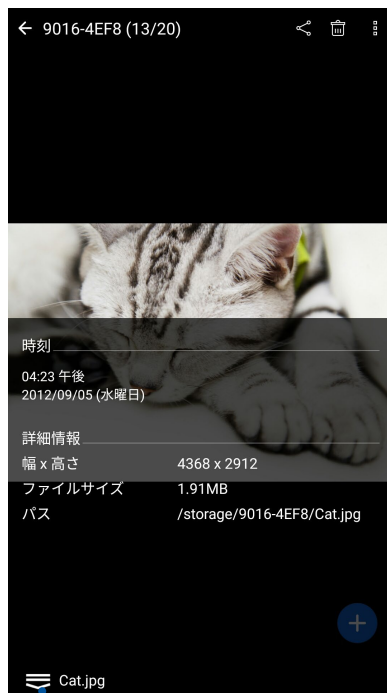 9016-4EF8 (13/20)
時刻
04:23 午後
2012/09/05 (水曜日)
詳細情報
幅 x 高さ 4368 x 2912
ファイルサイズ 1.91MB
パス /storage/9016-4EF8/Cat.jpg
Cat.jpg